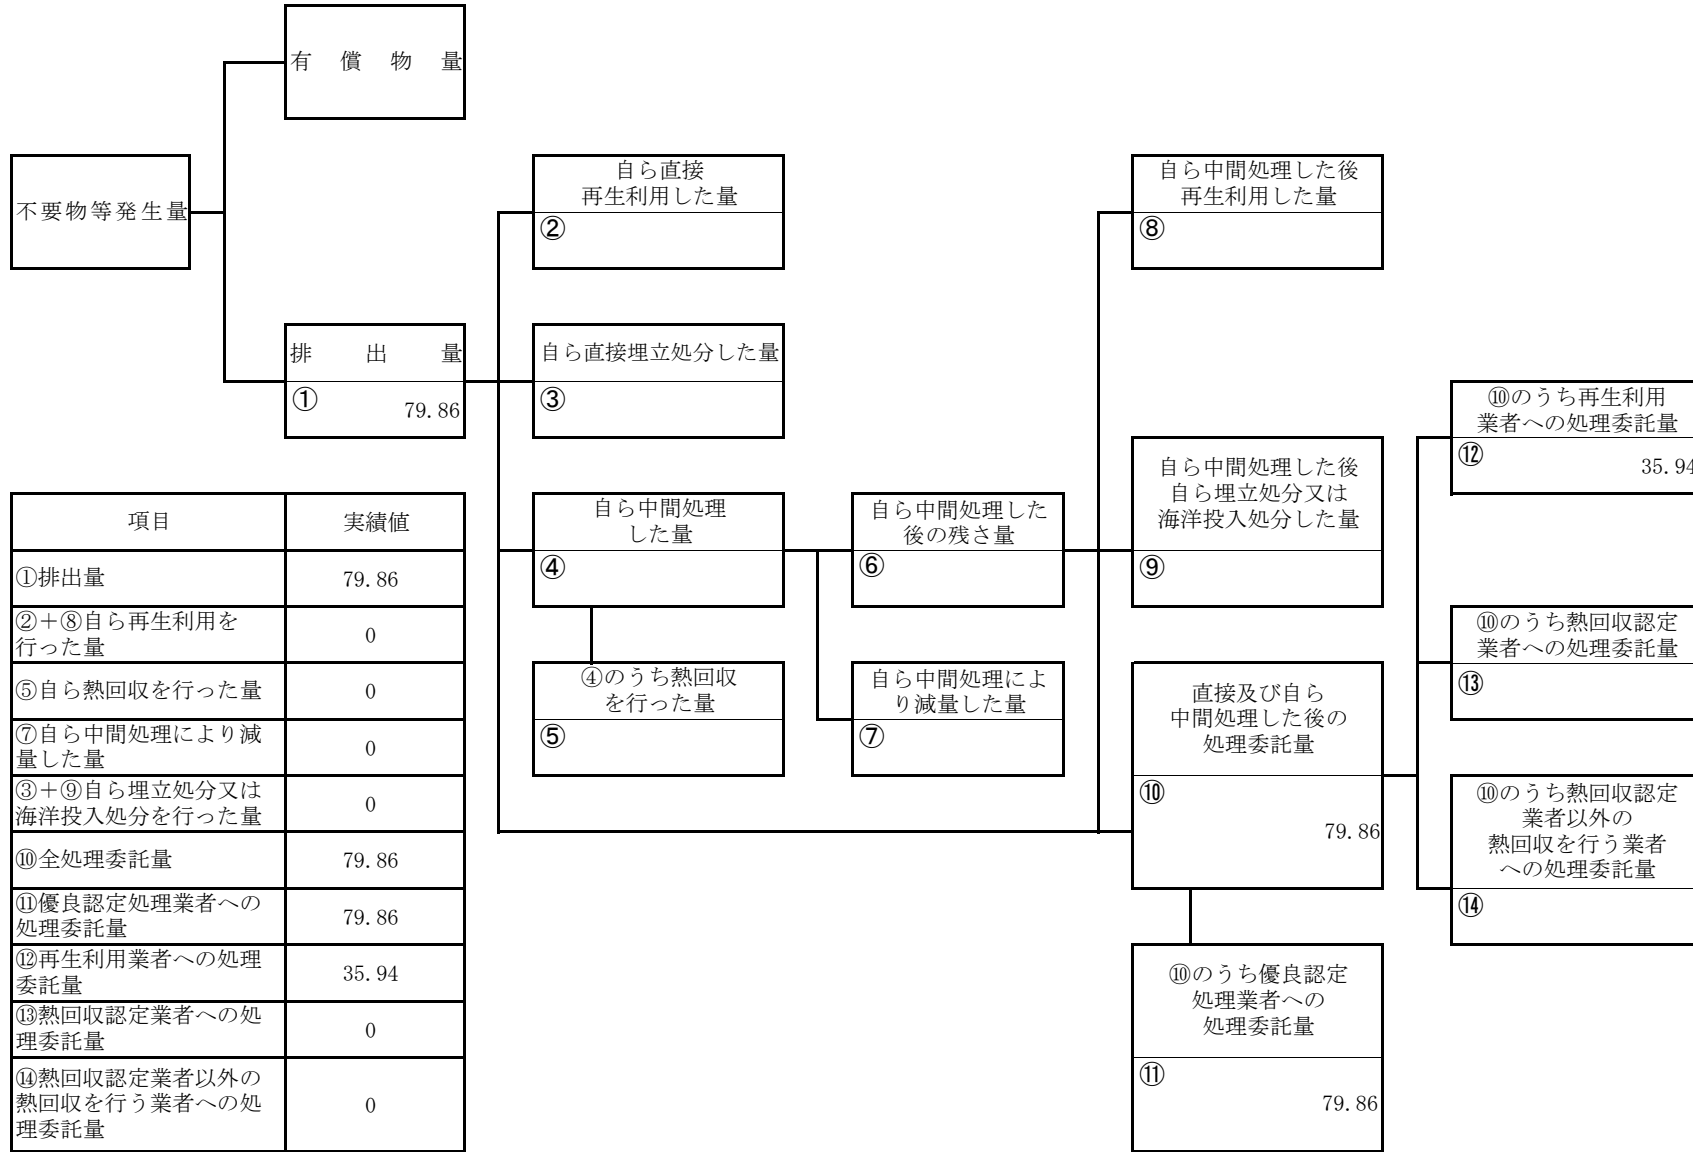 有償物量
不要物等発生量
自ら直接
再生利用した量
②
自ら中間処理した後
再生利用した量
⑧
排出量
①
79.86
自ら直接埋立処分した量
③
⑩のうち再生利用
業者への処理委託量
⑫
35.94
自ら中間処理
した量
④
自ら中間処理した
後の残さ量
⑥
自ら中間処理した後
自ら埋立処分又は
海洋投入処分した量
⑨
⑩のうち熱回収認定
業者への処理委託量
⑬
④のうち熱回収
を行った量
⑤
自ら中間処理によ
り減量した量
⑦
直接及び自ら
中間処理した後の
処理委託量
⑩
79.86
⑩のうち熱回収認定
業者以外の
熱回収を行う業者
への処理委託量
⑭
⑩のうち優良認定
処理業者への
処理委託量
⑪
79.86
項目 実績値
①排出量 79.86
②+⑧自ら再生利用を
行った量 0
⑤自ら熱回収を行った量 0
⑦自ら中間処理により減
量した量 0
③+⑨自ら埋立処分又は
海洋投入処分を行った量 0
⑩全処理委託量 79.86
⑪優良認定処理業者への
処理委託量 79.86
⑫再生利用業者への処理
委託量 35.94
⑬熱回収認定業者への処
理委託量 0
⑭熱回収認定業者以外の
熱回収を行う業者への処
理委託量 0